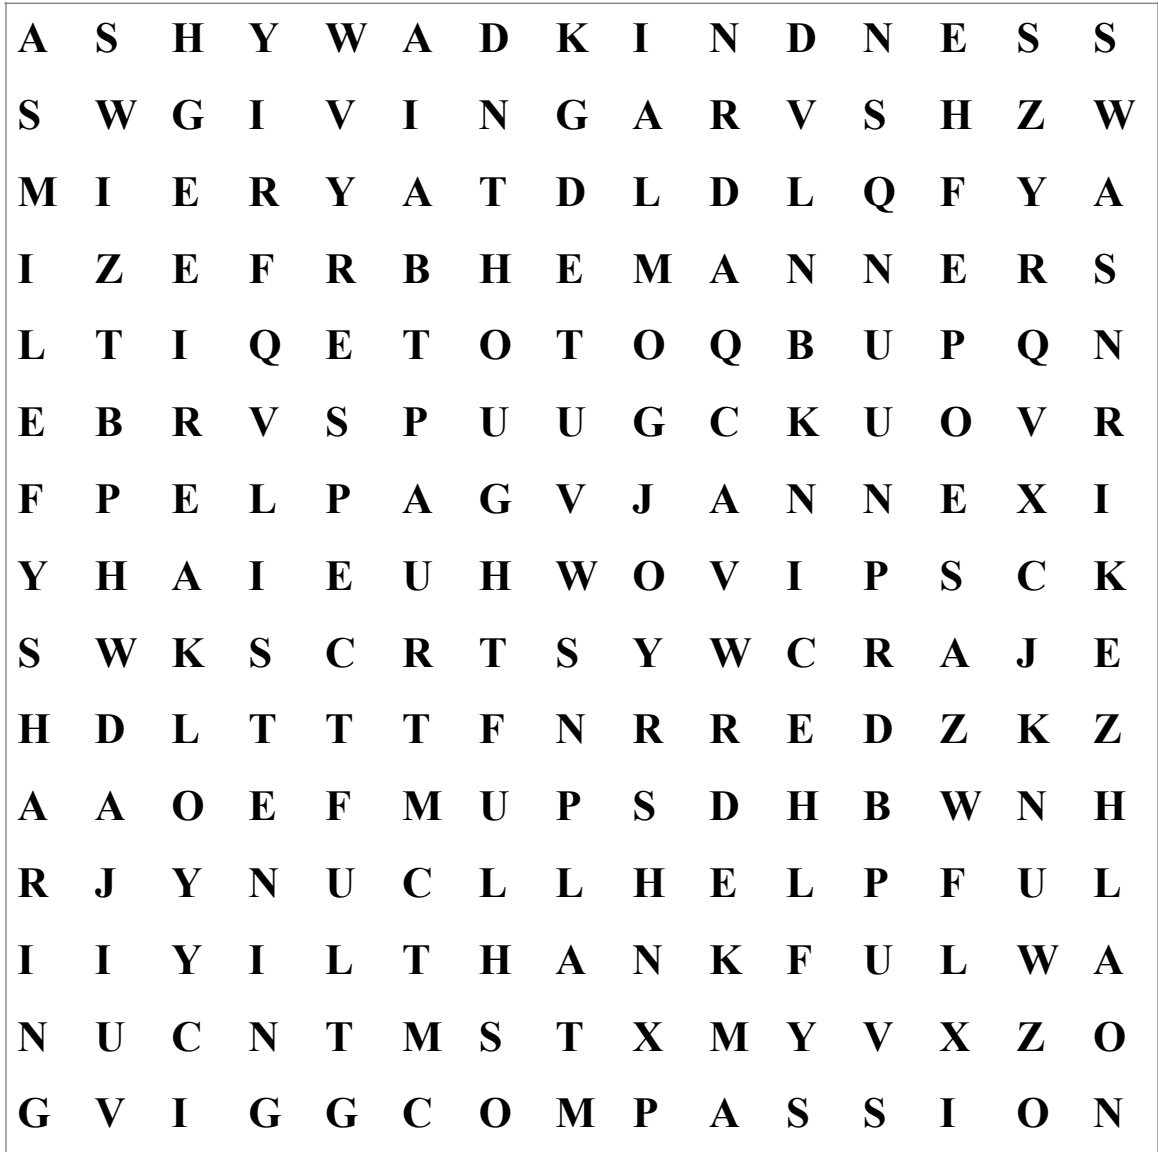 A S H Y W A D K I N D N E S S
S W G I V I N G A R V S H Z W
M I E R Y A T D L D L Q F Y A
I Z E F R B H E M A N N E R S
L T I Q E T O T O Q B U P Q N
E B R V S P U U G C K U O V R
F P E L P A G V J A N N E X I
Y H A I E U H W O V I P S C K
S W K S C R T S Y W C R A J E
H D L T T T F N R R E D Z K Z
A A O E F M U P S D H B W N H
R J Y N U C L L H E L P F U L
I I Y I L T H A N K F U L W A
N U C N T M S T X M Y V X Z O
G V I G G C O M P A S S I O N